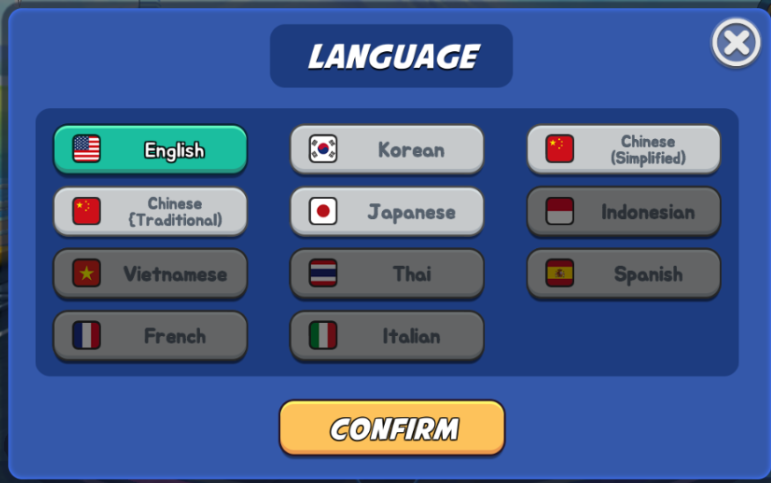 LANGUAGE
English
Korean
Chinese
(Simplified)
Chinese
{Traditional)
Japanese
Indonesian
Vietnamese
Thai
Spanish
French
Italian
CONFIRM